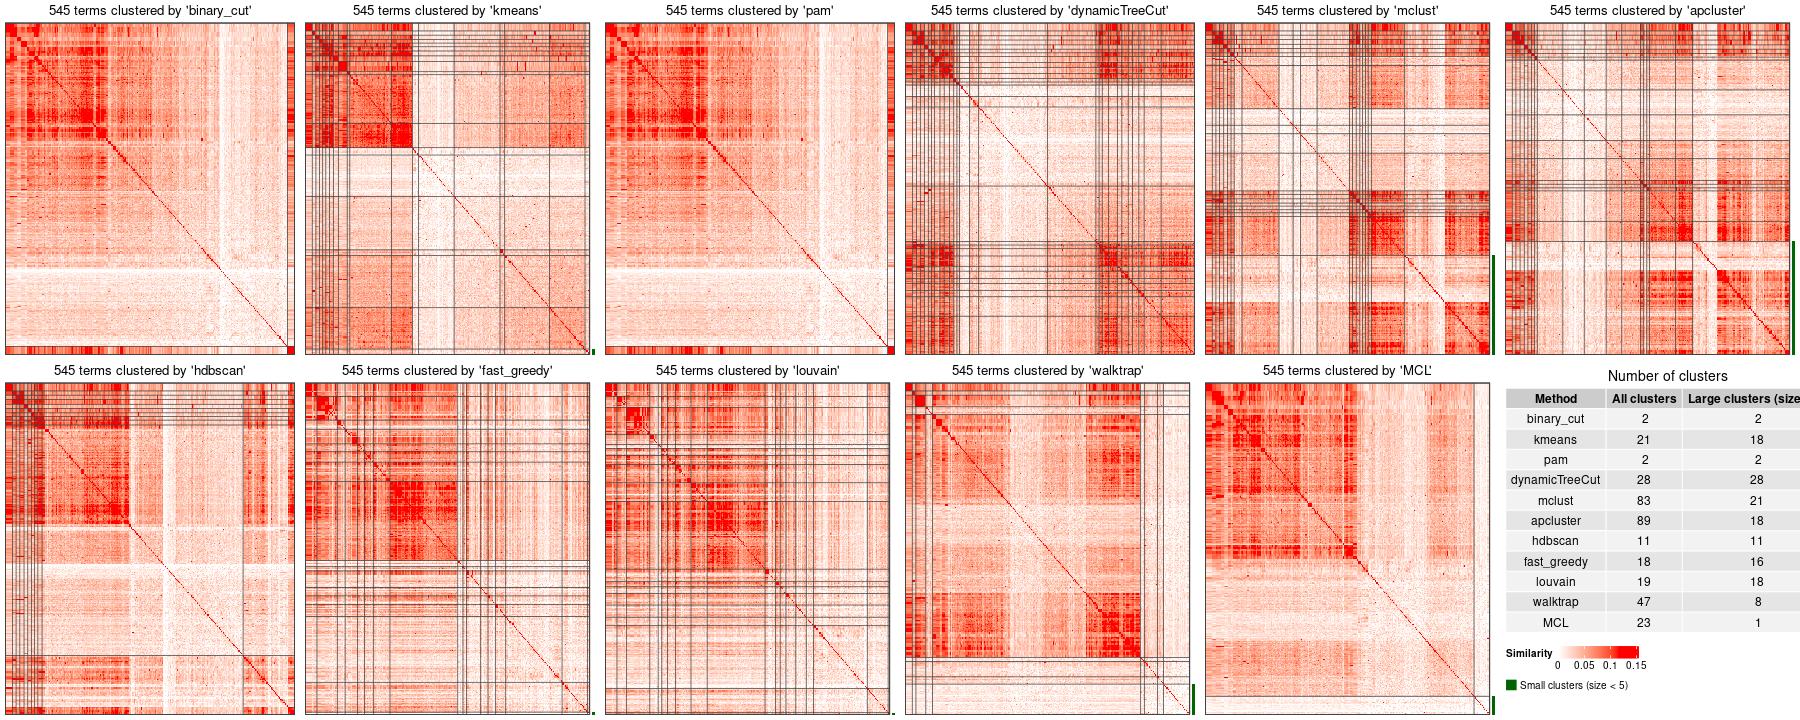 545 terms clustered by 'binary_cut'
545 terms clustered by 'kmeans'
545 terms clustered by 'pam'
545 terms clustered by 'dynamicTreeCut'
545 terms clustered by 'mclust'
545 terms clustered by 'apcluster'
545 terms clustered by 'hdbscan'
545 terms clustered by 'fast_greedy'
545 terms clustered by 'louvain'
545 terms clustered by 'walktrap'
545 terms clustered by 'MCL'
Number of clusters
Method All clusters Large clusters (size
binary_cut 2 2
kmeans 21 18
pam 2 2
dynamicTreeCut 28 28
mclust 83 21
apcluster 89 18
hdbscan 11 11
fast_greedy 18 16
louvain 19 18
walktrap 47 8
MCL 23 1
Similarity
0 0.05 0.1 0.15
Small clusters (size < 5)